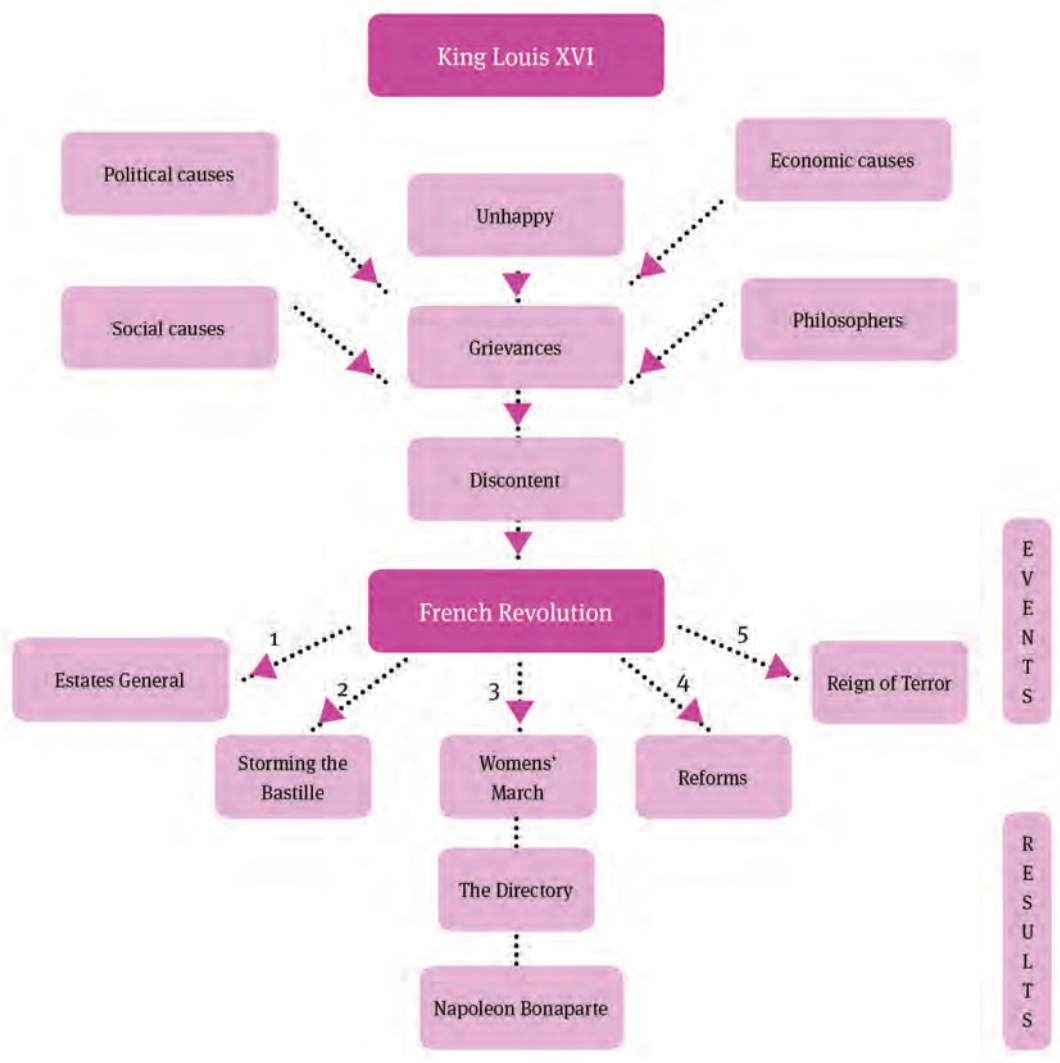 King Louis XVI
Political causes
Economic causes
Unhappy
Social causes
Philosophers
Grievances
Discontent
French Revolution
1
2
3
4
5
Estates General
Storming the
Bastille
Womens‘
March
Reforms
Reign of Terror
E
V
E
N
T
S
The Directory
Napoleon Bonaparte
R
E
S
U
L
T
S